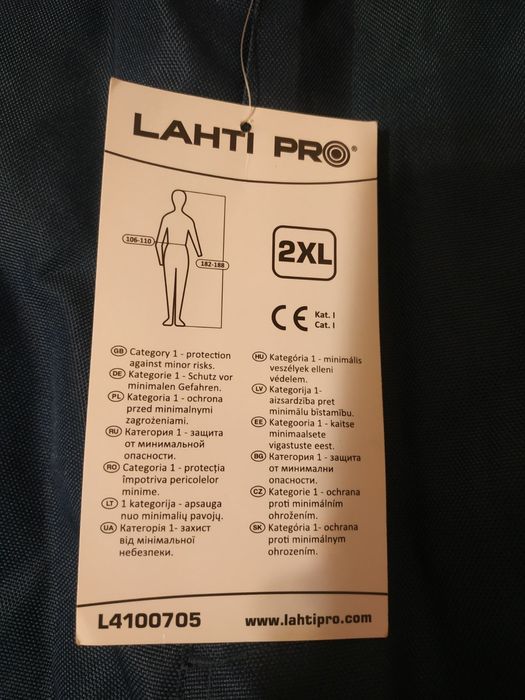 LAHTI PRO®
106-110
182-188
2XL
CE Kat. I
Cat. I
GB Category 1 - protection
against minor risks.
DE Kategorie 1 - Schutz vor
minimalen Gefahren.
PL Kategoria 1 - ochrona
przed minimalnymi
zagrożeniami.
RU Категория 1 - защита
от минимальной
опасности.
RO Categoria 1 - protecţia
împotriva pericolelor
minime.
LT 1 kategorija - apsauga
nuo minimalių pavojų.
UA Категорія 1- захист
від мінімальної
небезпеки.
HU Kategória 1 - minimális
veszélyek elleni
védelem.
LV Kategorija 1-
aizsardzība pret
minimālu bīstamību.
EE Kategooria 1 - kaitse
minimaalsete
vigastuste eest.
BG Категория 1 - защита
от минимални
опасности.
CZ Kategorie 1 - ochrana
proti minimálním
ohrožením.
SK Kategória 1- ochrana
proti minimálnym
ohrozením.
L4100705
www.lahtipro.com